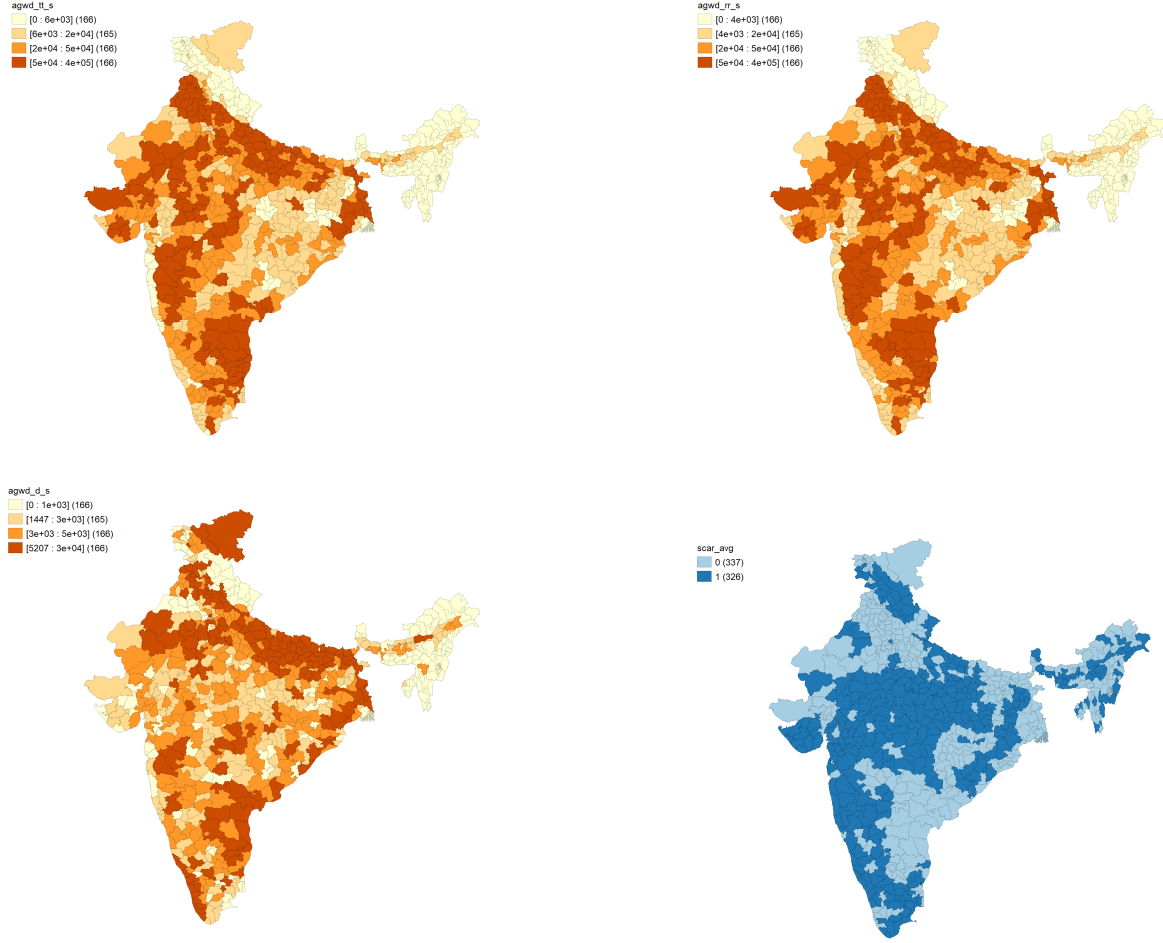 agwd_tt_s
[0 : 6e+03] (166)
[6e+03 : 2e+04] (165)
[2e+04 : 5e+04] (166)
[5e+04 : 4e+05] (166)
agwd_rr_s
[0 : 4e+03] (166)
[4e+03 : 2e+04] (165)
[2e+04 : 5e+04] (166)
[5e+04 : 4e+05] (166)
agwd_d_s
[0 : 1e+03] (166)
[1447 : 3e+03] (165)
[3e+03 : 5e+03] (166)
[5207 : 3e+04] (166)
scar_avg
0 (337)
1 (326)